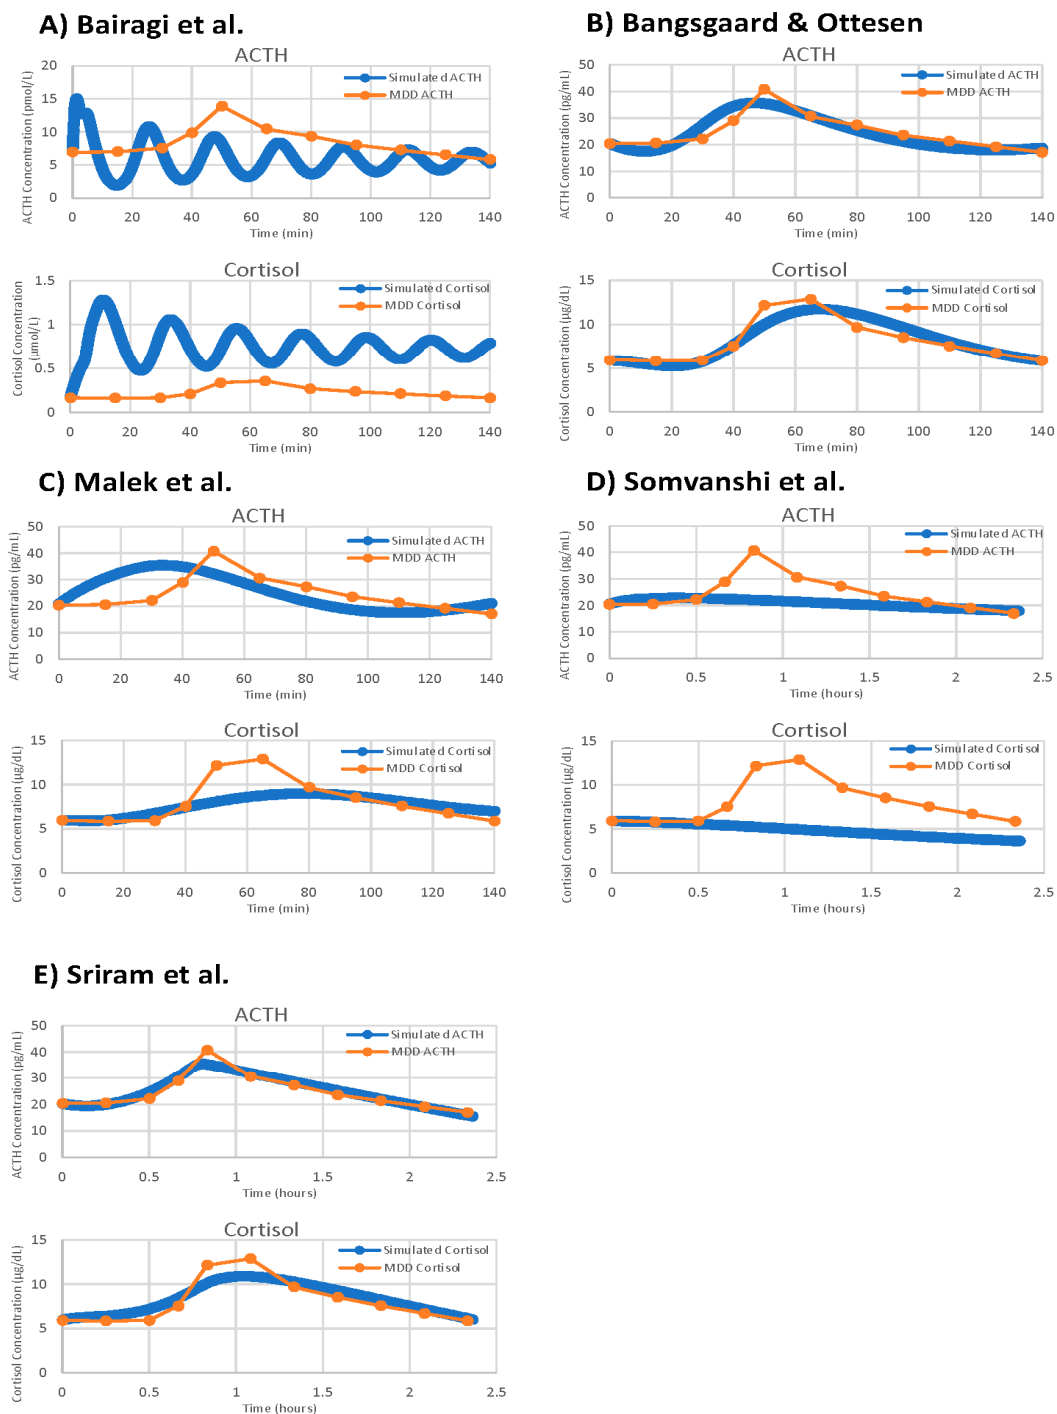 A) Bairagi et al.
ACTH
ACTH Concentration (pmol/L)
20
15
10
5
0
Simulated ACTH
MDD ACTH
0 20 40 60 80 100 120 140
Time (min)
Cortisol
Cortisol Concentration
(µmol/L)
1.5
1
0.5
0
Simulated Cortisol
MDD Cortisol
0 20 40 60 80 100 120 140
Time (min)
B) Bangsgaard & Ottesen
ACTH
ACTH Concentration (pg/mL)
50
40
30
20
10
0
Simulated ACTH
MDD ACTH
0 20 40 60 80 100 120 140
Time (min)
Cortisol
Cortisol Concentration (µg/dL)
15
10
5
0
Simulated Cortisol
MDD Cortisol
0 20 40 60 80 100 120 140
Time (min)
C) Malek et al.
ACTH
ACTH Concentration (pg/mL)
50
40
30
20
10
0
Simulated ACTH
MDD ACTH
0 20 40 60 80 100 120 140
Time (min)
Cortisol
Cortisol Concentration (µg/dL)
15
10
5
0
Simulated Cortisol
MDD Cortisol
0 20 40 60 80 100 120 140
Time (min)
D) Somvanshi et al.
ACTH
ACTH Concentration (pg/mL)
50
40
30
20
10
0
Simulated ACTH
MDD ACTH
0 0.5 1 1.5 2 2.5
Time (hours)
Cortisol
Cortisol Concentration (µg/dL)
15
10
5
0
Simulated Cortisol
MDD Cortisol
0 0.5 1 1.5 2 2.5
Time (hours)
E) Sriram et al.
ACTH
ACTH Concentration (pg/mL)
50
40
30
20
10
0
Simulated ACTH
MDD ACTH
0 0.5 1 1.5 2 2.5
Time (hours)
Cortisol
Cortisol Concentration (µg/dL)
15
10
5
0
Simulated Cortisol
MDD Cortisol
0 0.5 1 1.5 2 2.5
Time (hours)